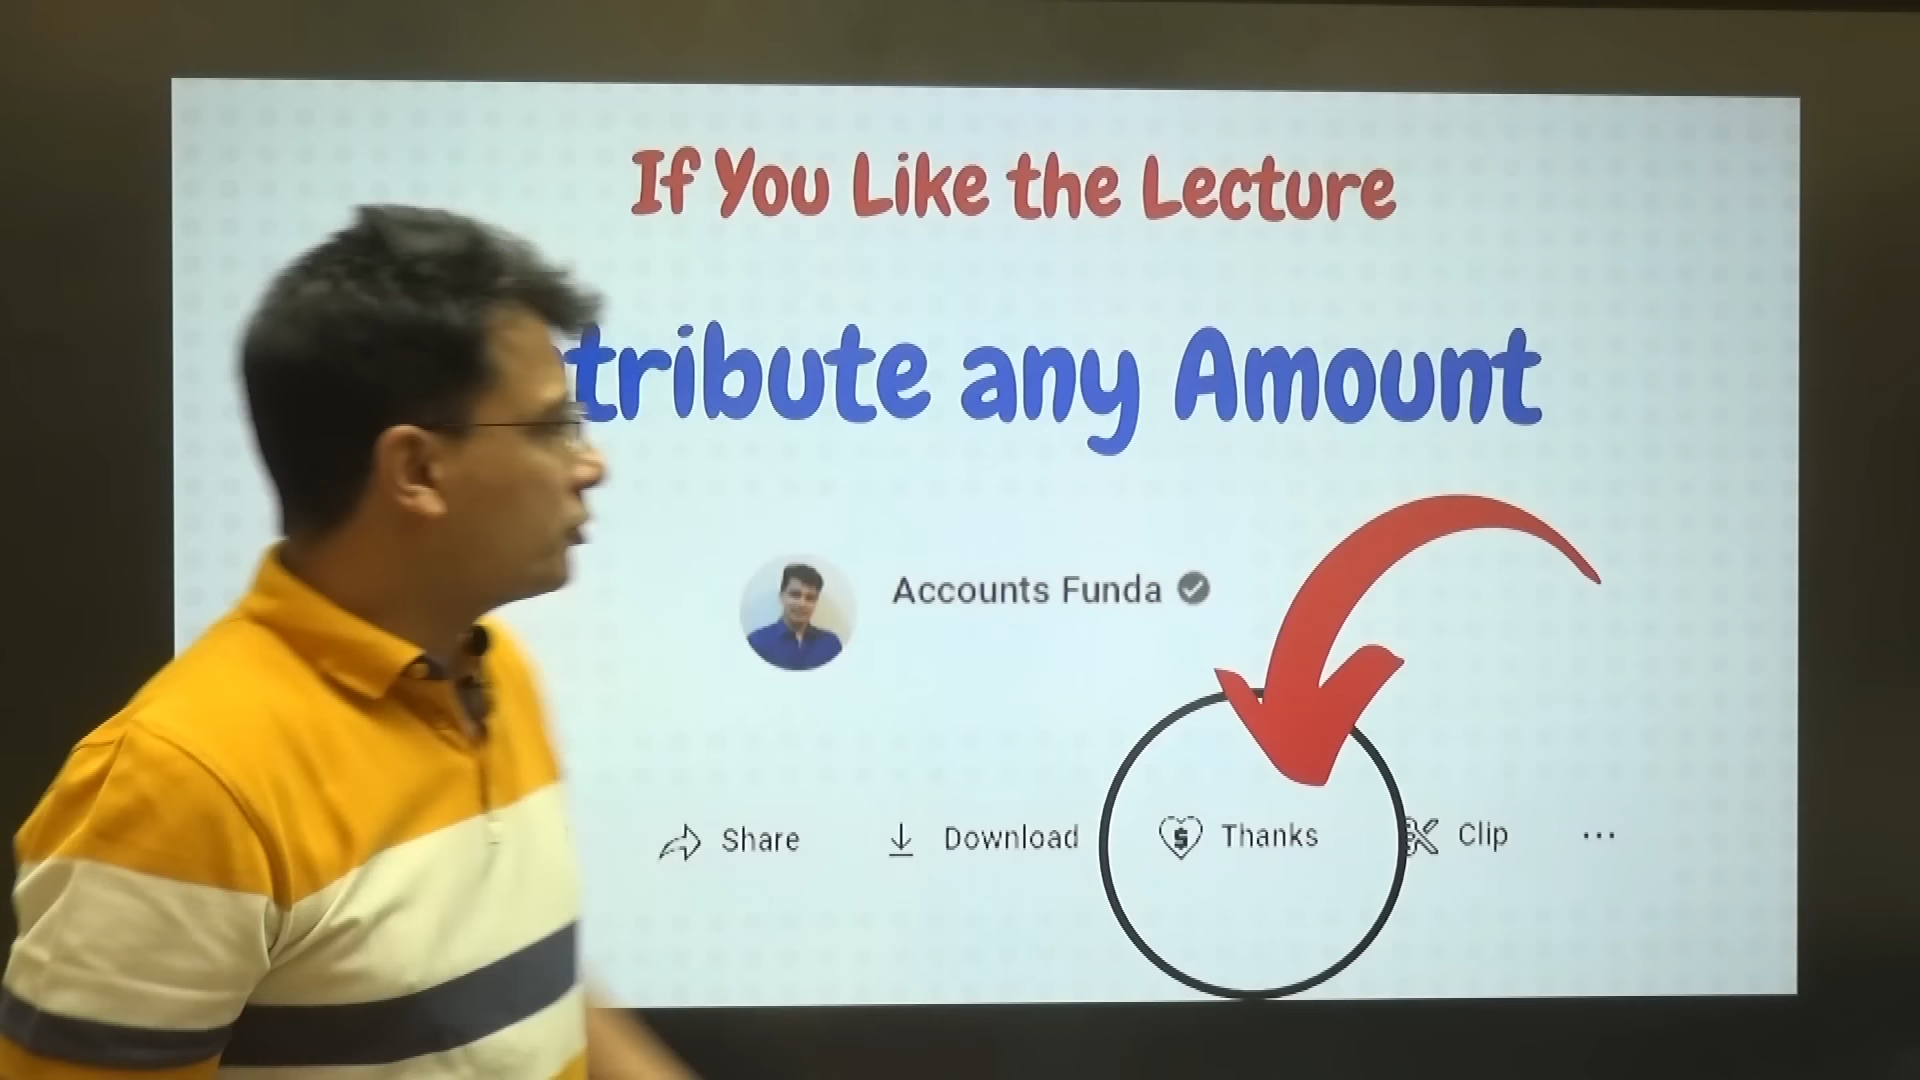 If You Like the Lecture
tribute any Amount
Accounts Funda
Share Download $ Thanks Clip ...